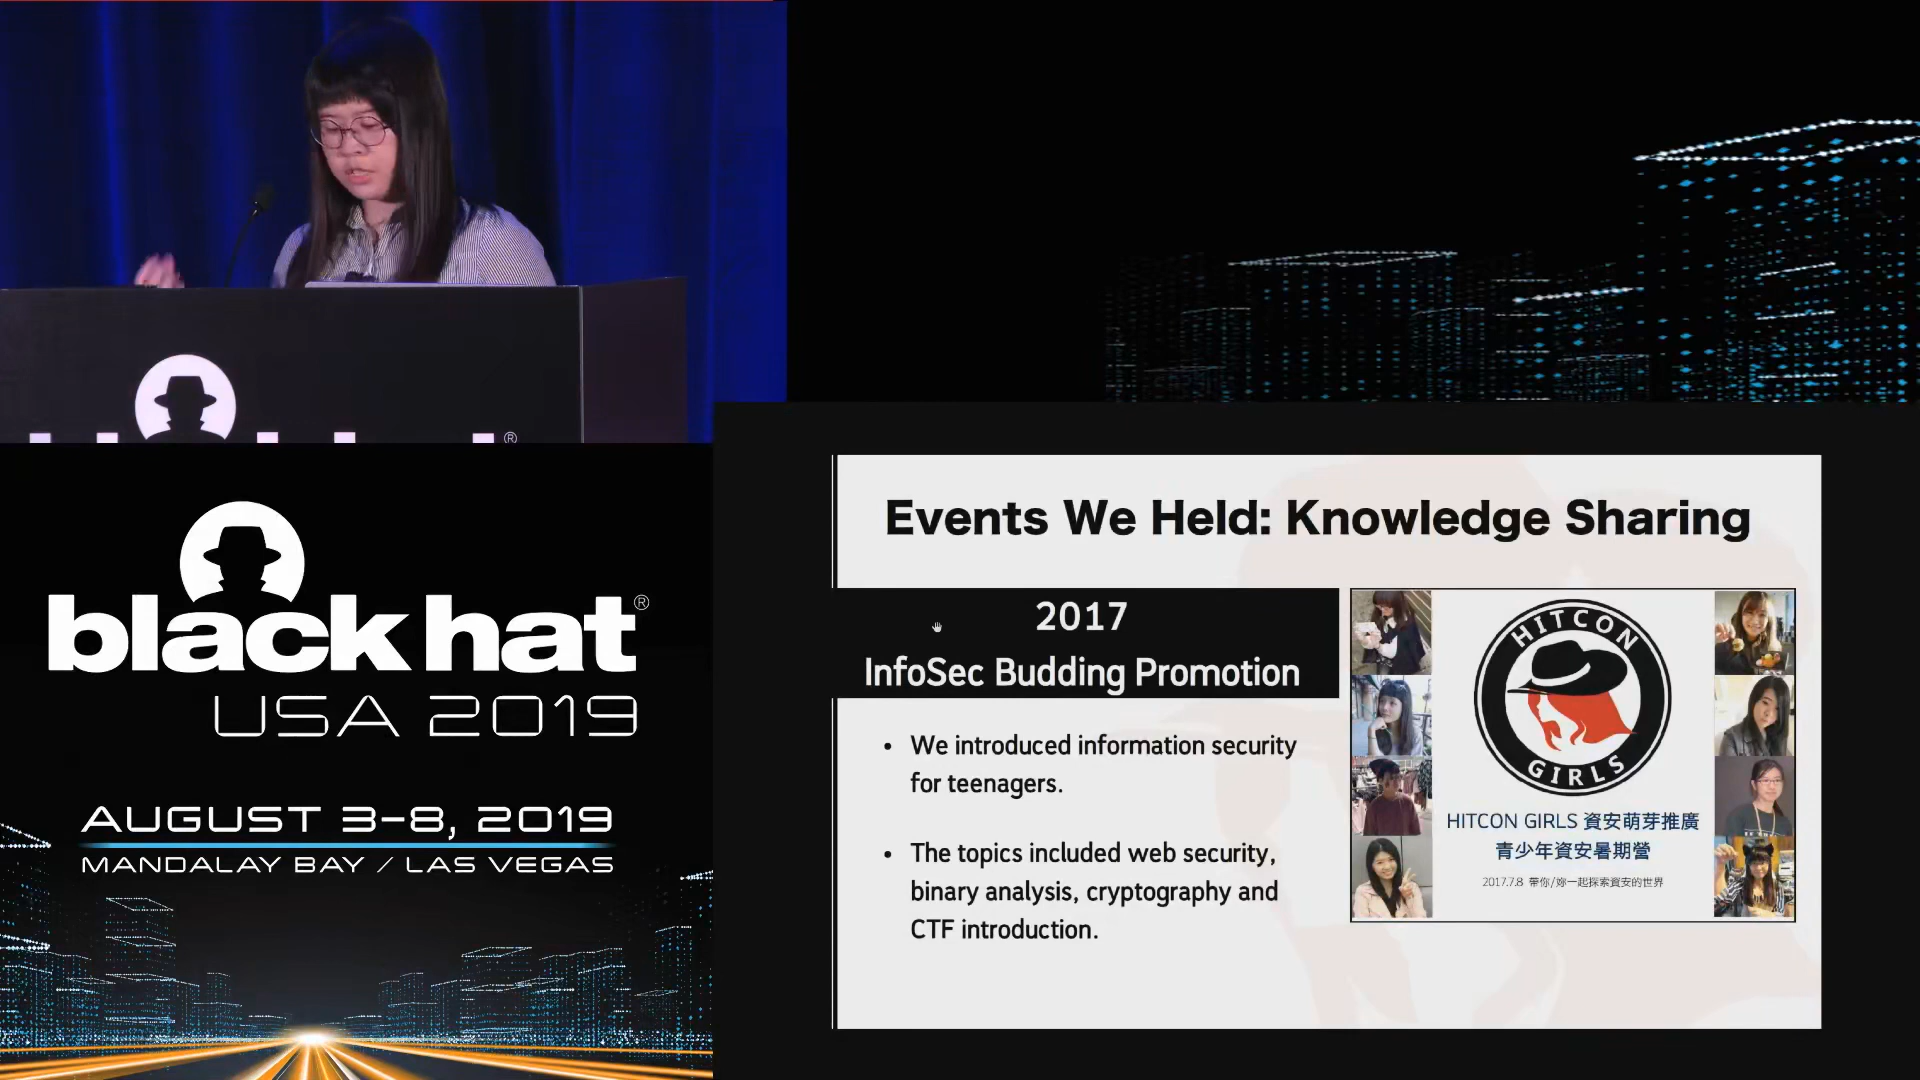 black hat®
USA 2019
AUGUST 3-8, 2019
MANDALAY BAY / LAS VEGAS
Events We Held: Knowledge Sharing
2017
InfoSec Budding Promotion
• We introduced information security
for teenagers.
• The topics included web security,
binary analysis, cryptography and
CTF introduction.
HITCON
GIRLS
HITCON GIRLS 資安萌芽推廣
青少年資安暑期營
2017.7.8 帶你/妳一起探索資安的世界